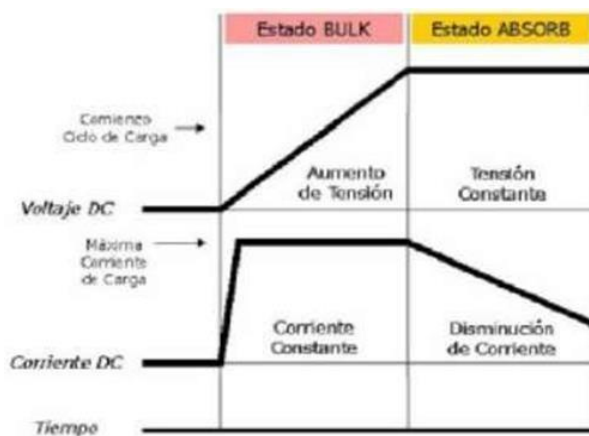 Estado BULK
Estado ABSORB
Comienzo
Ciclo de Carga
Aumento
de Tensión
Tensión
Constante
Voltaje DC
Máxima
Corriente
de Carga
Corriente
Constante
Disminución
de Corriente
Corriente DC
Tiempo